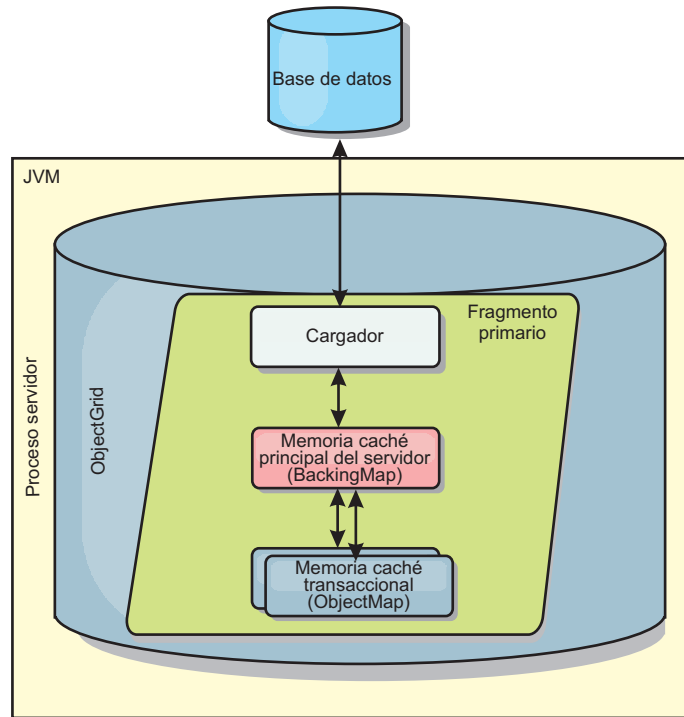 Base de datos
JVM
Proceso servidor
ObjectGrid
Fragmento
primario
Cargador
Memoria caché
principal del servidor
(BackingMap)
Memoria caché
transaccional
(ObjectMap)